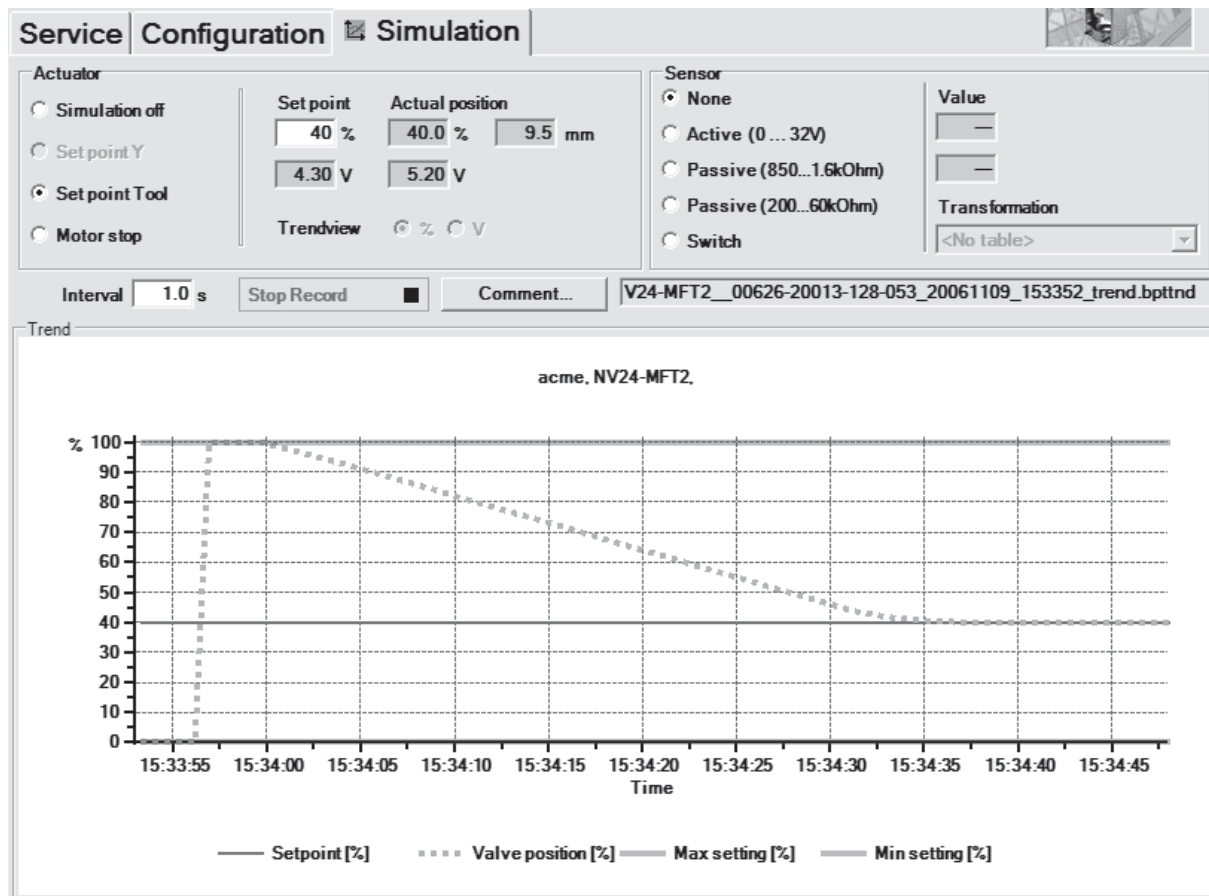 Service Configuration Simulation
Actuator
Simulation off
Set point Y
Set point Tool
Motor stop
Set point Actual position
40 % 40.0 % 9.5 mm
4.30 V 5.20 V
Trendview % V
Sensor
None
Active (0 ... 32V)
Passive (850...1.6kOhm)
Passive (200...60kOhm)
Switch
Value
—
—
Transformation
<No table>
Interval 1.0 s Stop Record Comment... V24-MFT2__00626-20013-128-053_20061109_153352_trend.bpttnd
Trend
acme, NV24-MFT2,
% 100
90
80
70
60
50
40
30
20
10
0
15:33:55 15:34:00 15:34:05 15:34:10 15:34:15 15:34:20 15:34:25 15:34:30 15:34:35 15:34:40 15:34:45
Time
Setpoint [%] Valve position [%] Max setting [%] Min setting [%]